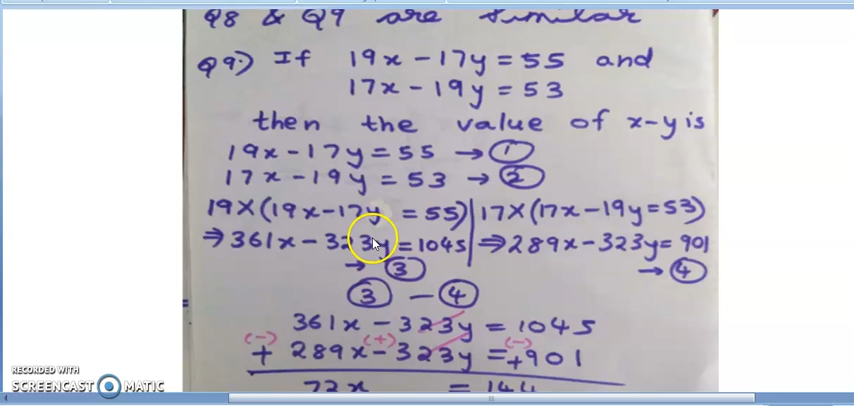 Q8 & Q9 are similar
Q9.) If 19x - 17y = 55 and
17x - 19y = 53
then the value of x-y is
19x - 17y = 55 → ①
17x - 19y = 53 → ②
19×(19x-17y = 55) | 17×(17x-19y=53)
⇒ 361x - 323y = 1045 | ⇒ 289x - 323y = 901
→ ③ → ④
③ - ④
361x - 323y = 1045
(-) (+) (-)
+ 289x - 323y = +901
72x = 144
RECORDED WITH
SCREENCAST MATIC